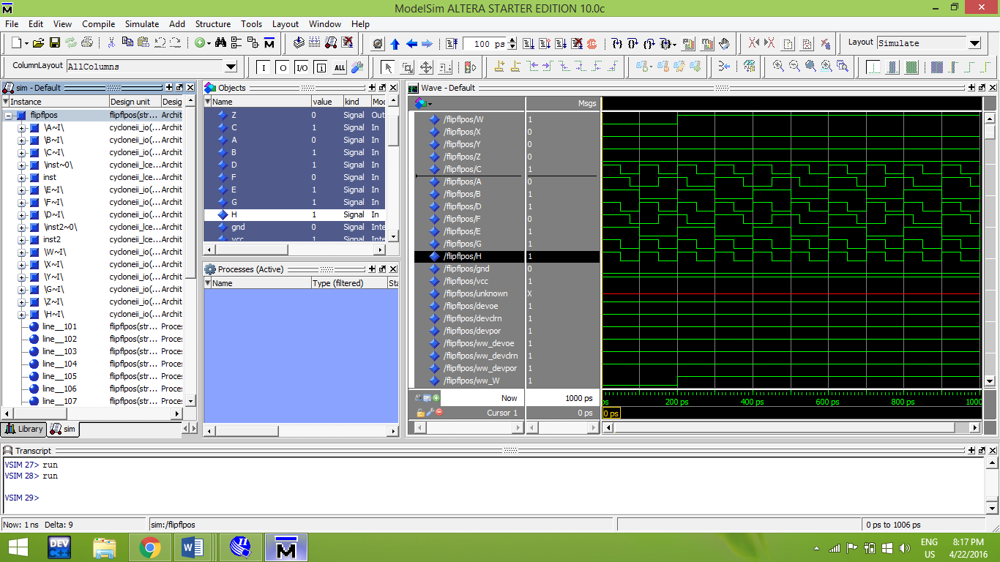 ModelSim ALTERA STARTER EDITION 10.0c
File Edit View Compile Simulate Add Structure Tools Layout Window Help
100 ps
Layout Simulate
ColumnLayout AllColumns
I O I/O ALL
sim - Default
Instance Design unit Desig
flipflpos flipflpos(str... Archit
\A~I\ cycloneii_io(... Archit
\B~I\ cycloneii_io(... Archit
\C~I\ cycloneii_io(... Archit
\inst~0\ cycloneii_lce... Archit
inst cycloneii_lce... Archit
\E~I\ cycloneii_io(... Archit
\F~I\ cycloneii_io(... Archit
\D~I\ cycloneii_io(... Archit
\inst2~0\ cycloneii_lce... Archit
inst2 cycloneii_lce... Archit
\W~I\ cycloneii_io(... Archit
\X~I\ cycloneii_io(... Archit
\Y~I\ cycloneii_io(... Archit
\G~I\ cycloneii_io(... Archit
\Z~I\ cycloneii_io(... Archit
\H~I\ cycloneii_io(... Archit
line__101 flipflpos(str... Proces
line__102 flipflpos(str... Proces
line__103 flipflpos(str... Proces
line__104 flipflpos(str... Proces
line__105 flipflpos(str... Proces
line__106 flipflpos(str... Proces
line__107 flipflpos(str... Proces
Library sim
Objects
Name value kind Moc
Z 0 Signal Out
C 1 Signal In
A 0 Signal In
B 1 Signal In
D 1 Signal In
F 0 Signal In
E 1 Signal In
G 1 Signal In
H 1 Signal In
gnd 0 Signal Inte
vcc 1 Signal Inte
Processes (Active)
Name Type (filtered) Sta
Wave - Default
Msgs
/flipflpos/W 1
/flipflpos/X 0
/flipflpos/Y 0
/flipflpos/Z 0
/flipflpos/C 1
/flipflpos/A 0
/flipflpos/B 1
/flipflpos/D 1
/flipflpos/F 0
/flipflpos/E 1
/flipflpos/G 1
/flipflpos/H 1
/flipflpos/gnd 0
/flipflpos/vcc 1
/flipflpos/unknown X
/flipflpos/devoe 1
/flipflpos/devclrn 1
/flipflpos/devpor 1
/flipflpos/ww_devoe 1
/flipflpos/ww_devclrn 1
/flipflpos/ww_devpor 1
/flipflpos/ww_W 1
Now 1000 ps
Cursor 1 0 ps
ps 200 ps 400 ps 600 ps 800 ps 1000
0 ps
Transcript
VSIM 27> run
VSIM 28> run
VSIM 29>
Now: 1 ns Delta: 9
sim:/flipflpos
0 ps to 1006 ps
DEV C++
ENG
US
8:17 PM
4/22/2016